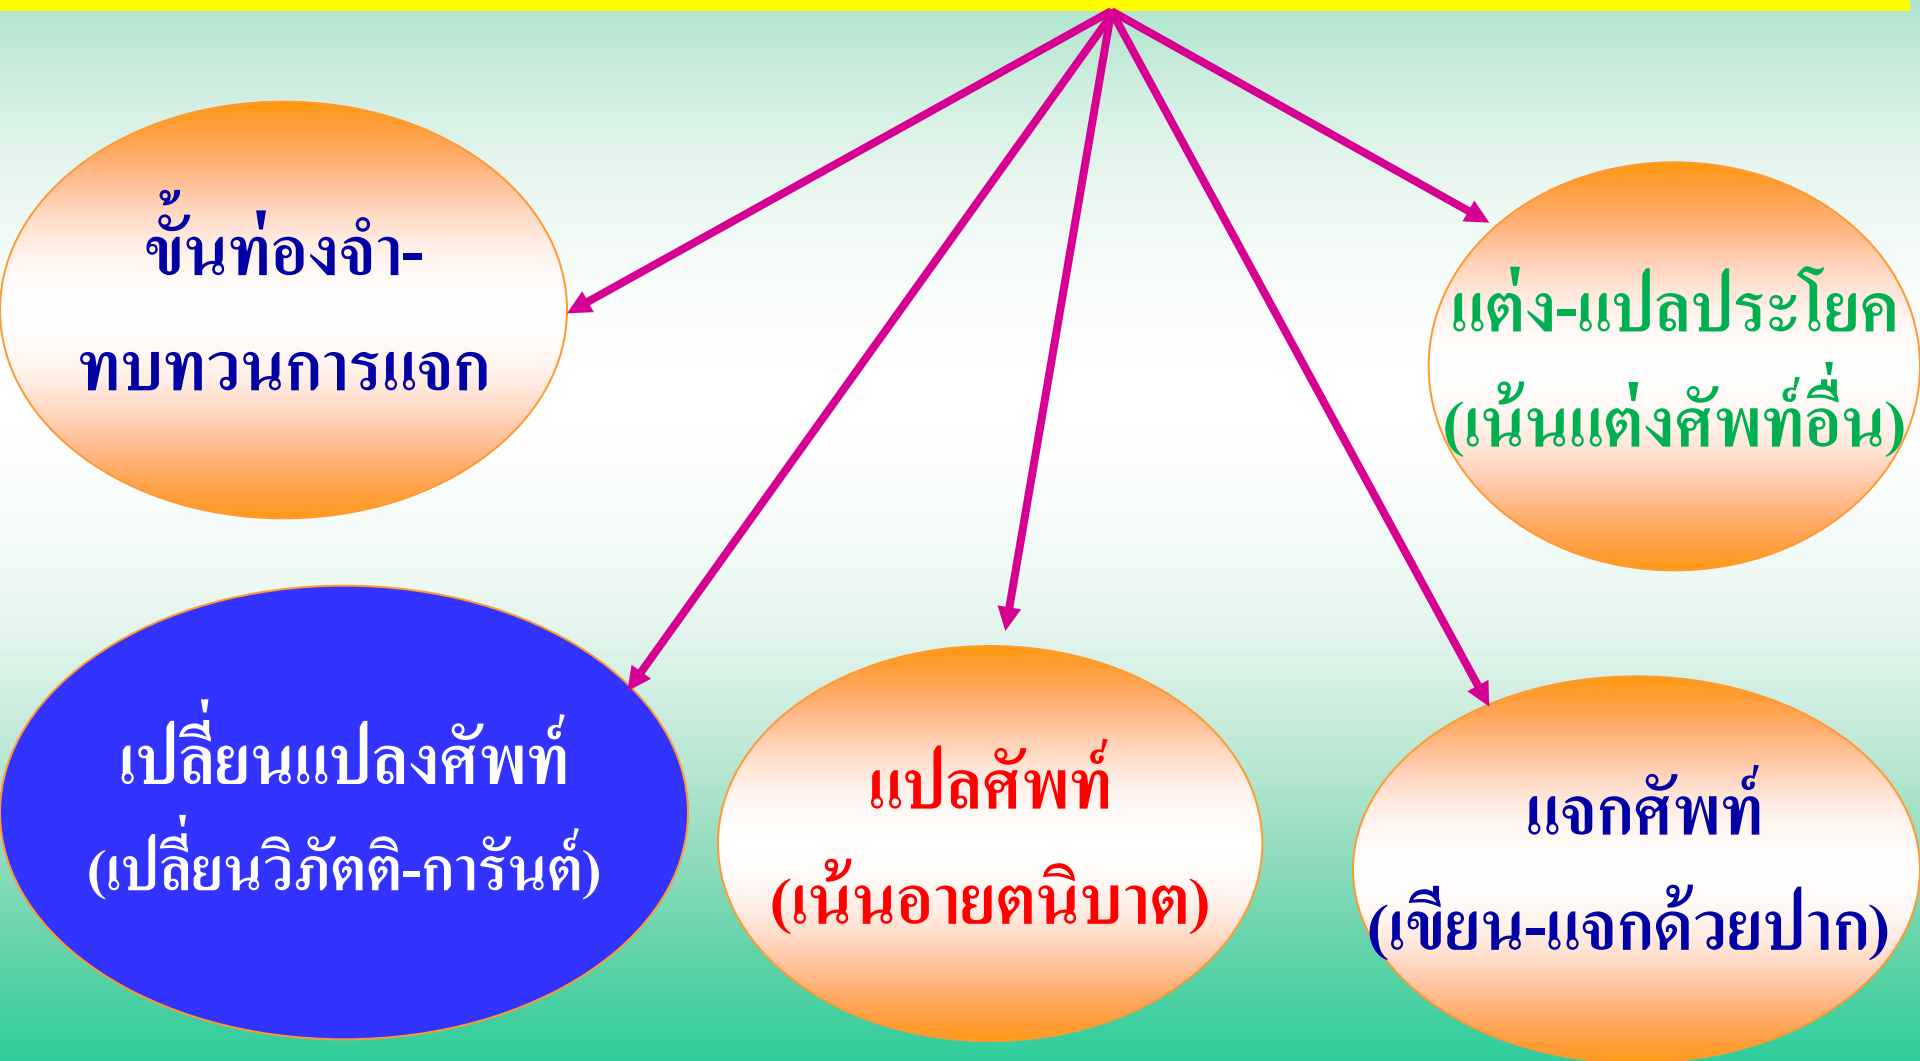 ขั้นท่องจำ-
ทบทวนการแจก
แต่ง-แปลประโยค
(เน้นแต่งศัพท์อื่น)
เปลี่ยนแปลงศัพท์
(เปลี่ยนวิภัตติ-การันต์)
แปลศัพท์
(เน้นอายตนิบาต)
แจกศัพท์
(เขียน-แจกด้วยปาก)